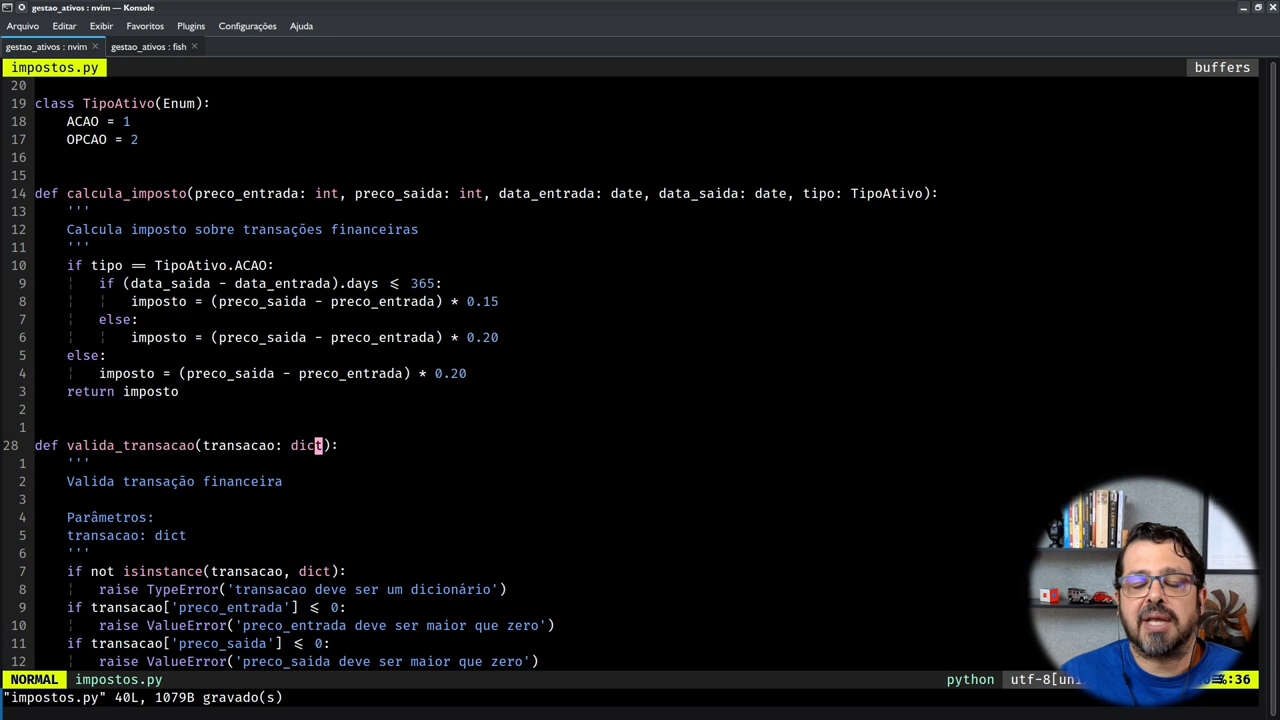 gestao_ativos : nvim — Konsole
Arquivo Editar Exibir Favoritos Plugins Configurações Ajuda
gestao_ativos : nvim × gestao_ativos : fish ×
impostos.py buffers
20
19 class TipoAtivo(Enum):
18 ACAO = 1
17 OPCAO = 2
16
15
14 def calcula_imposto(preco_entrada: int, preco_saida: int, data_entrada: date, data_saida: date, tipo: TipoAtivo):
13 '''
12 Calcula imposto sobre transações financeiras
11 '''
10 if tipo == TipoAtivo.ACAO:
9 if (data_saida - data_entrada).days <= 365:
8 imposto = (preco_saida - preco_entrada) * 0.15
7 else:
6 imposto = (preco_saida - preco_entrada) * 0.20
5 else:
4 imposto = (preco_saida - preco_entrada) * 0.20
3 return imposto
2
1
28 def valida_transacao(transacao: dict):
1 '''
2 Valida transação financeira
3
4 Parâmetros:
5 transacao: dict
6 '''
7 if not isinstance(transacao, dict):
8 raise TypeError('transacao deve ser um dicionário')
9 if transacao['preco_entrada'] <= 0:
10 raise ValueError('preco_entrada deve ser maior que zero')
11 if transacao['preco_saida'] <= 0:
12 raise ValueError('preco_saida deve ser maior que zero')
NORMAL impostos.py python utf-8[uni %:36
"impostos.py" 40L, 1079B gravado(s)